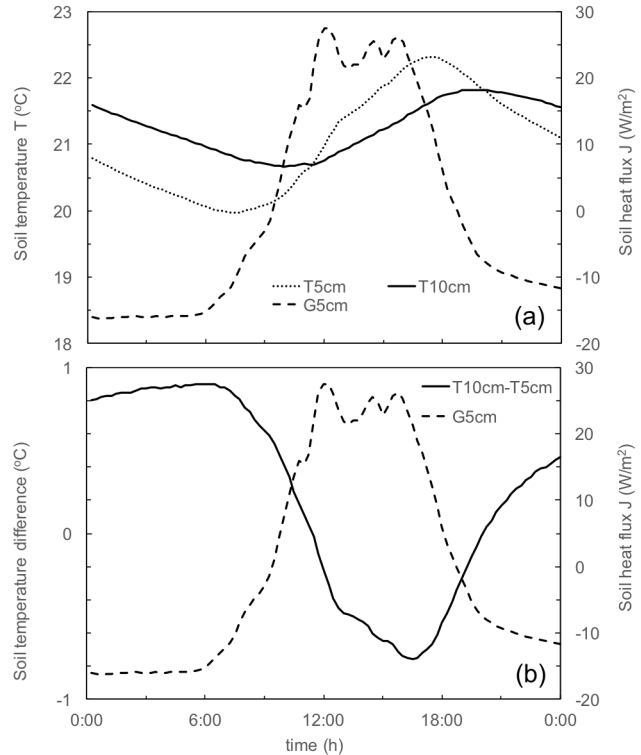 23
22
21
20
19
18
Soil temperature T (°C)
30
20
10
0
-10
-20
Soil heat flux J (W/m2)
T5cm
T10cm
G5cm
(a)
1
0
-1
Soil temperature difference (°C)
30
20
10
0
-10
-20
Soil heat flux J (W/m2)
T10cm-T5cm
G5cm
(b)
0:00 6:00 12:00 18:00 0:00
time (h)